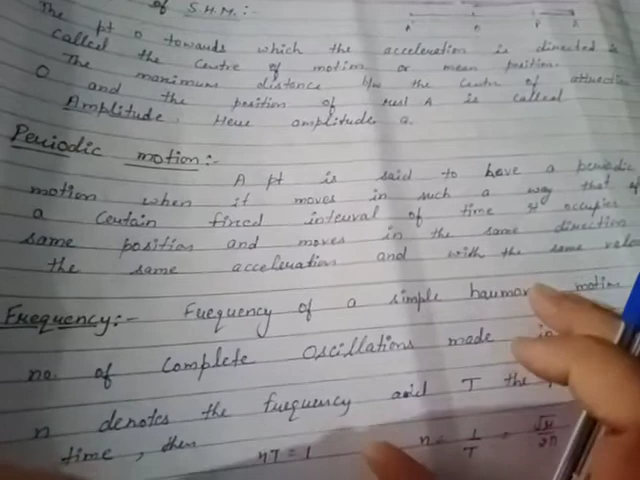 of S.H.M. :-
The pt O towards which the acceleration is directed is
called the centre of motion or mean position.
The maximum distance b/w the centre of attraction
O and the position of rest A is called
Amplitude. Here amplitude a.
Periodic motion :-
A pt is said to have a periodic
motion when it moves in such a way that
a certain fixed interval of time it occupies
same position and moves in the same direction
the same acceleration and with the same
Frequency :- Frequency of a simple harmonic motion
no. of complete oscillations made in
n denotes the frequency and T the
time, then nT = 1 n = 1/T = √μ/2π